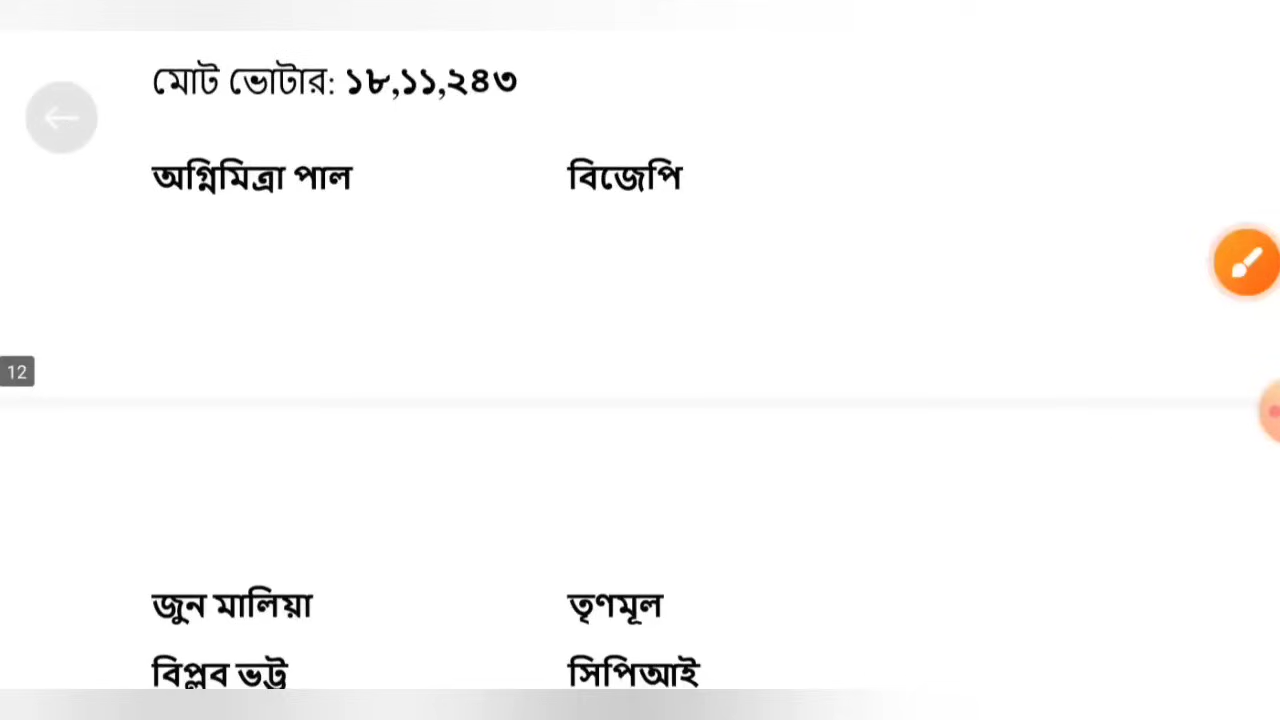 মোট ভোটার: ১৮,১১,২৪৩
অগ্নিমিত্রা পাল বিজেপি
12
জুন মালিয়া তৃণমূল
বিপ্লব ভট্ট সিপিআই